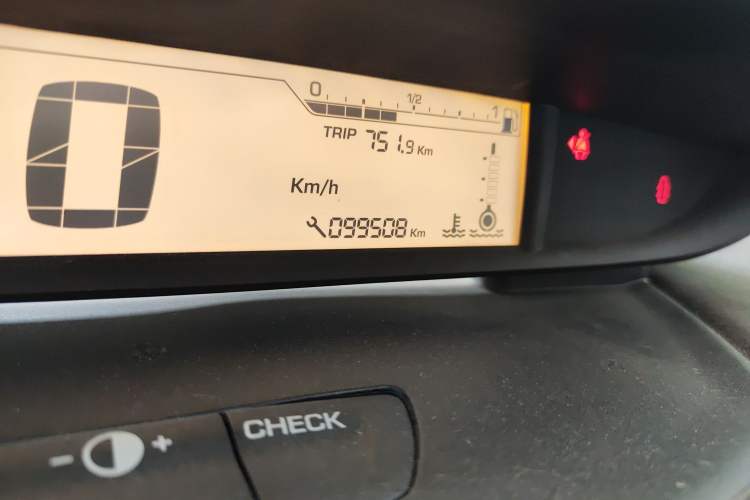 0 1/2 1
TRIP 751.9 Km
0
Km/h
099508 Km
- +
CHECK